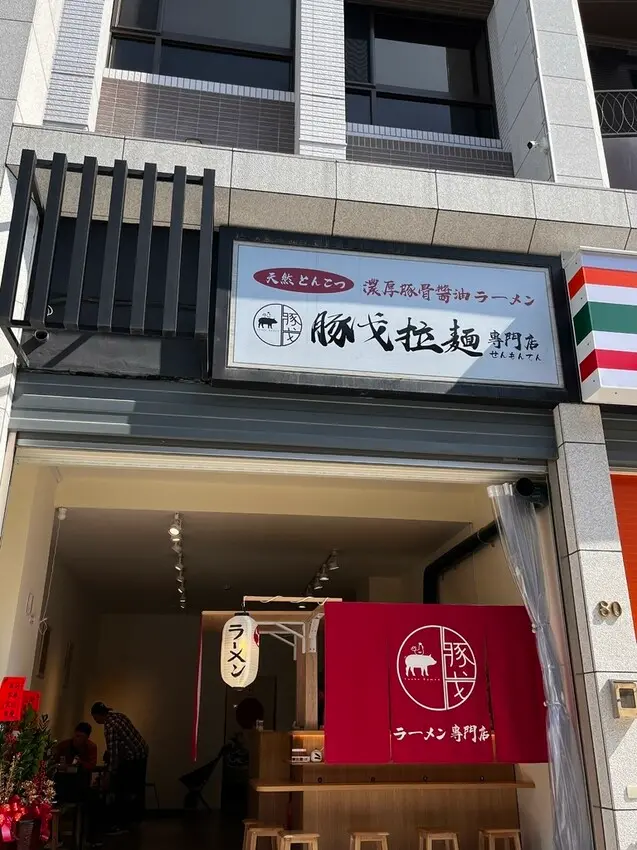 天然とんこつ
濃厚豚骨醬油ラーメン
豚戈
豚戈拉麺
専門店
せんもんてん
ラーメン
豚戈
ラーメン専門店
80